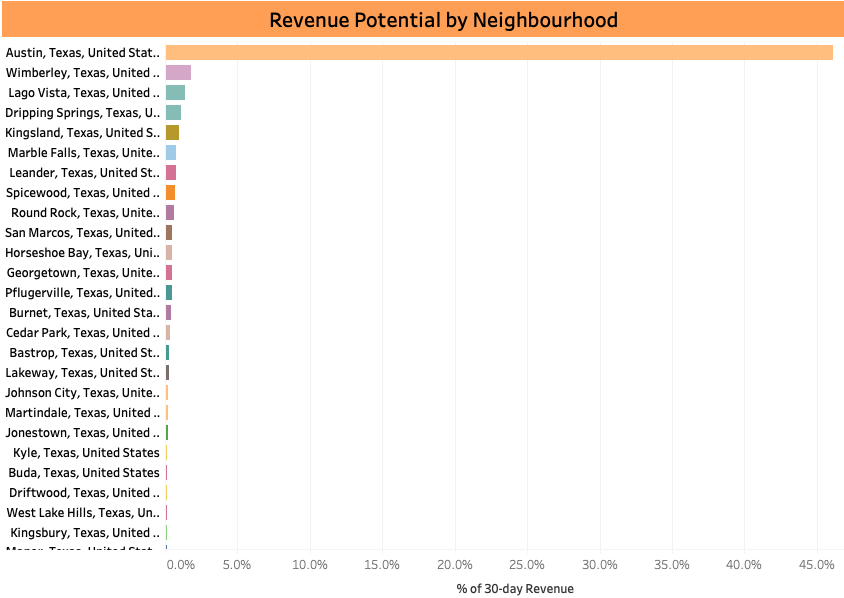 Revenue Potential by Neighbourhood
Austin, Texas, United Stat..
Wimberley, Texas, United ..
Lago Vista, Texas, United ..
Dripping Springs, Texas, U..
Kingsland, Texas, United S..
Marble Falls, Texas, Unite..
Leander, Texas, United St..
Spicewood, Texas, United ..
Round Rock, Texas, Unite..
San Marcos, Texas, United..
Horseshoe Bay, Texas, Uni..
Georgetown, Texas, Unite..
Pflugerville, Texas, United..
Burnet, Texas, United Sta..
Cedar Park, Texas, United ..
Bastrop, Texas, United St..
Lakeway, Texas, United St..
Johnson City, Texas, Unite..
Martindale, Texas, United ..
Jonestown, Texas, United ..
Kyle, Texas, United States
Buda, Texas, United States
Driftwood, Texas, United ..
West Lake Hills, Texas, Un..
Kingsbury, Texas, United ..
Manor, Texas, United Stat..
0.0% 5.0% 10.0% 15.0% 20.0% 25.0% 30.0% 35.0% 40.0% 45.0%
% of 30-day Revenue